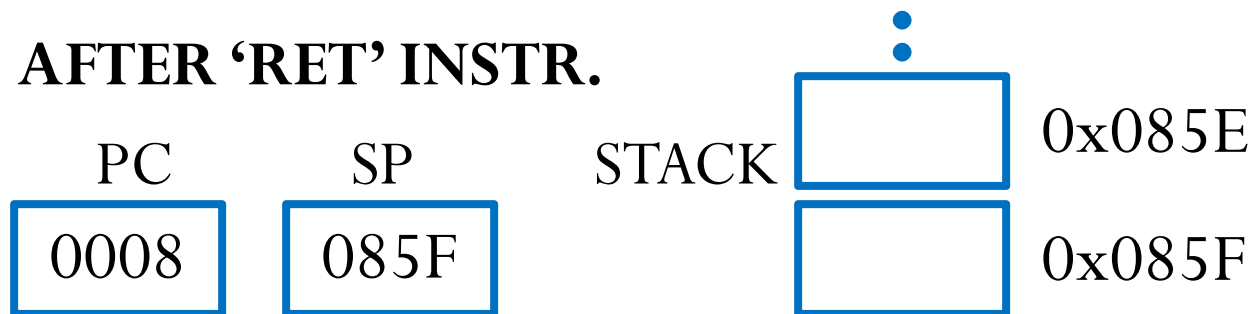 AFTER ‘RET’ INSTR.
0x085E
PC SP STACK
0008 085F 0x085F